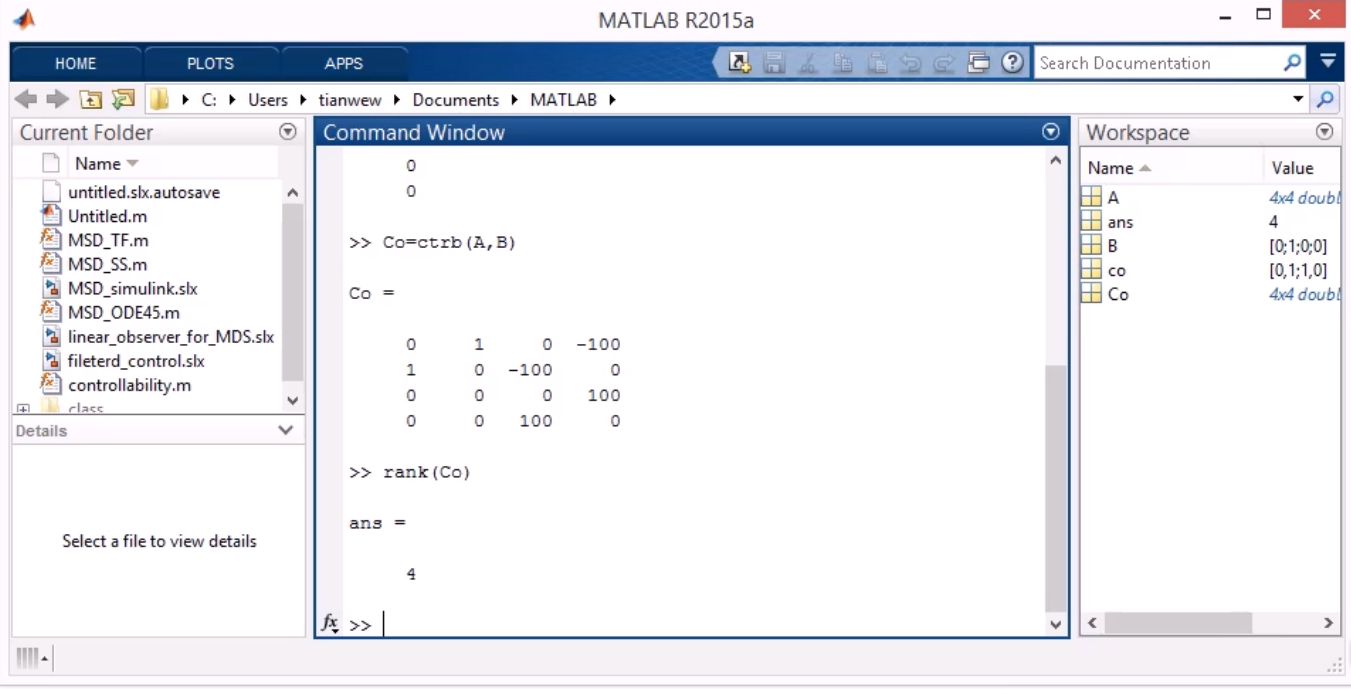 MATLAB R2015a
HOME PLOTS APPS
Search Documentation
C: Users tianwew Documents MATLAB
Current Folder
Name
untitled.slx.autosave
Untitled.m
MSD_TF.m
MSD_SS.m
MSD_simulink.slx
MSD_ODE45.m
linear_observer_for_MDS.slx
fileterd_control.slx
controllability.m
class
Details
Select a file to view details
Command Window
0
0
>> Co=ctrb(A,B)
Co =
0 1 0 -100
1 0 -100 0
0 0 0 100
0 0 100 0
>> rank(Co)
ans =
4
fx >>
Workspace
Name Value
A 4x4 doubl
ans 4
B [0;1;0;0]
co [0,1;1,0]
Co 4x4 doubl